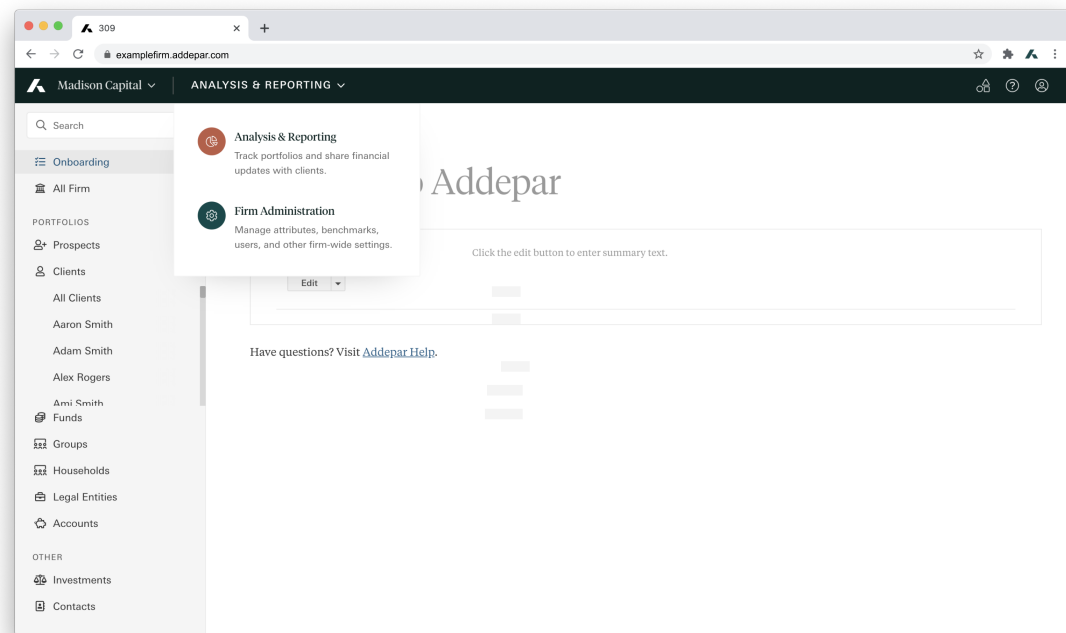 309
examplefirm.addepar.com
Madison Capital
ANALYSIS & REPORTING
Search
Onboarding
All Firm
PORTFOLIOS
Prospects
Clients
All Clients
Aaron Smith
Adam Smith
Alex Rogers
Ami Smith
Funds
Groups
Households
Legal Entities
Accounts
OTHER
Investments
Contacts
Analysis & Reporting
Track portfolios and share financial
updates with clients.
Firm Administration
Manage attributes, benchmarks,
users, and other firm-wide settings.
Addepar
Click the edit button to enter summary text.
Edit
Have questions? Visit Addepar Help.